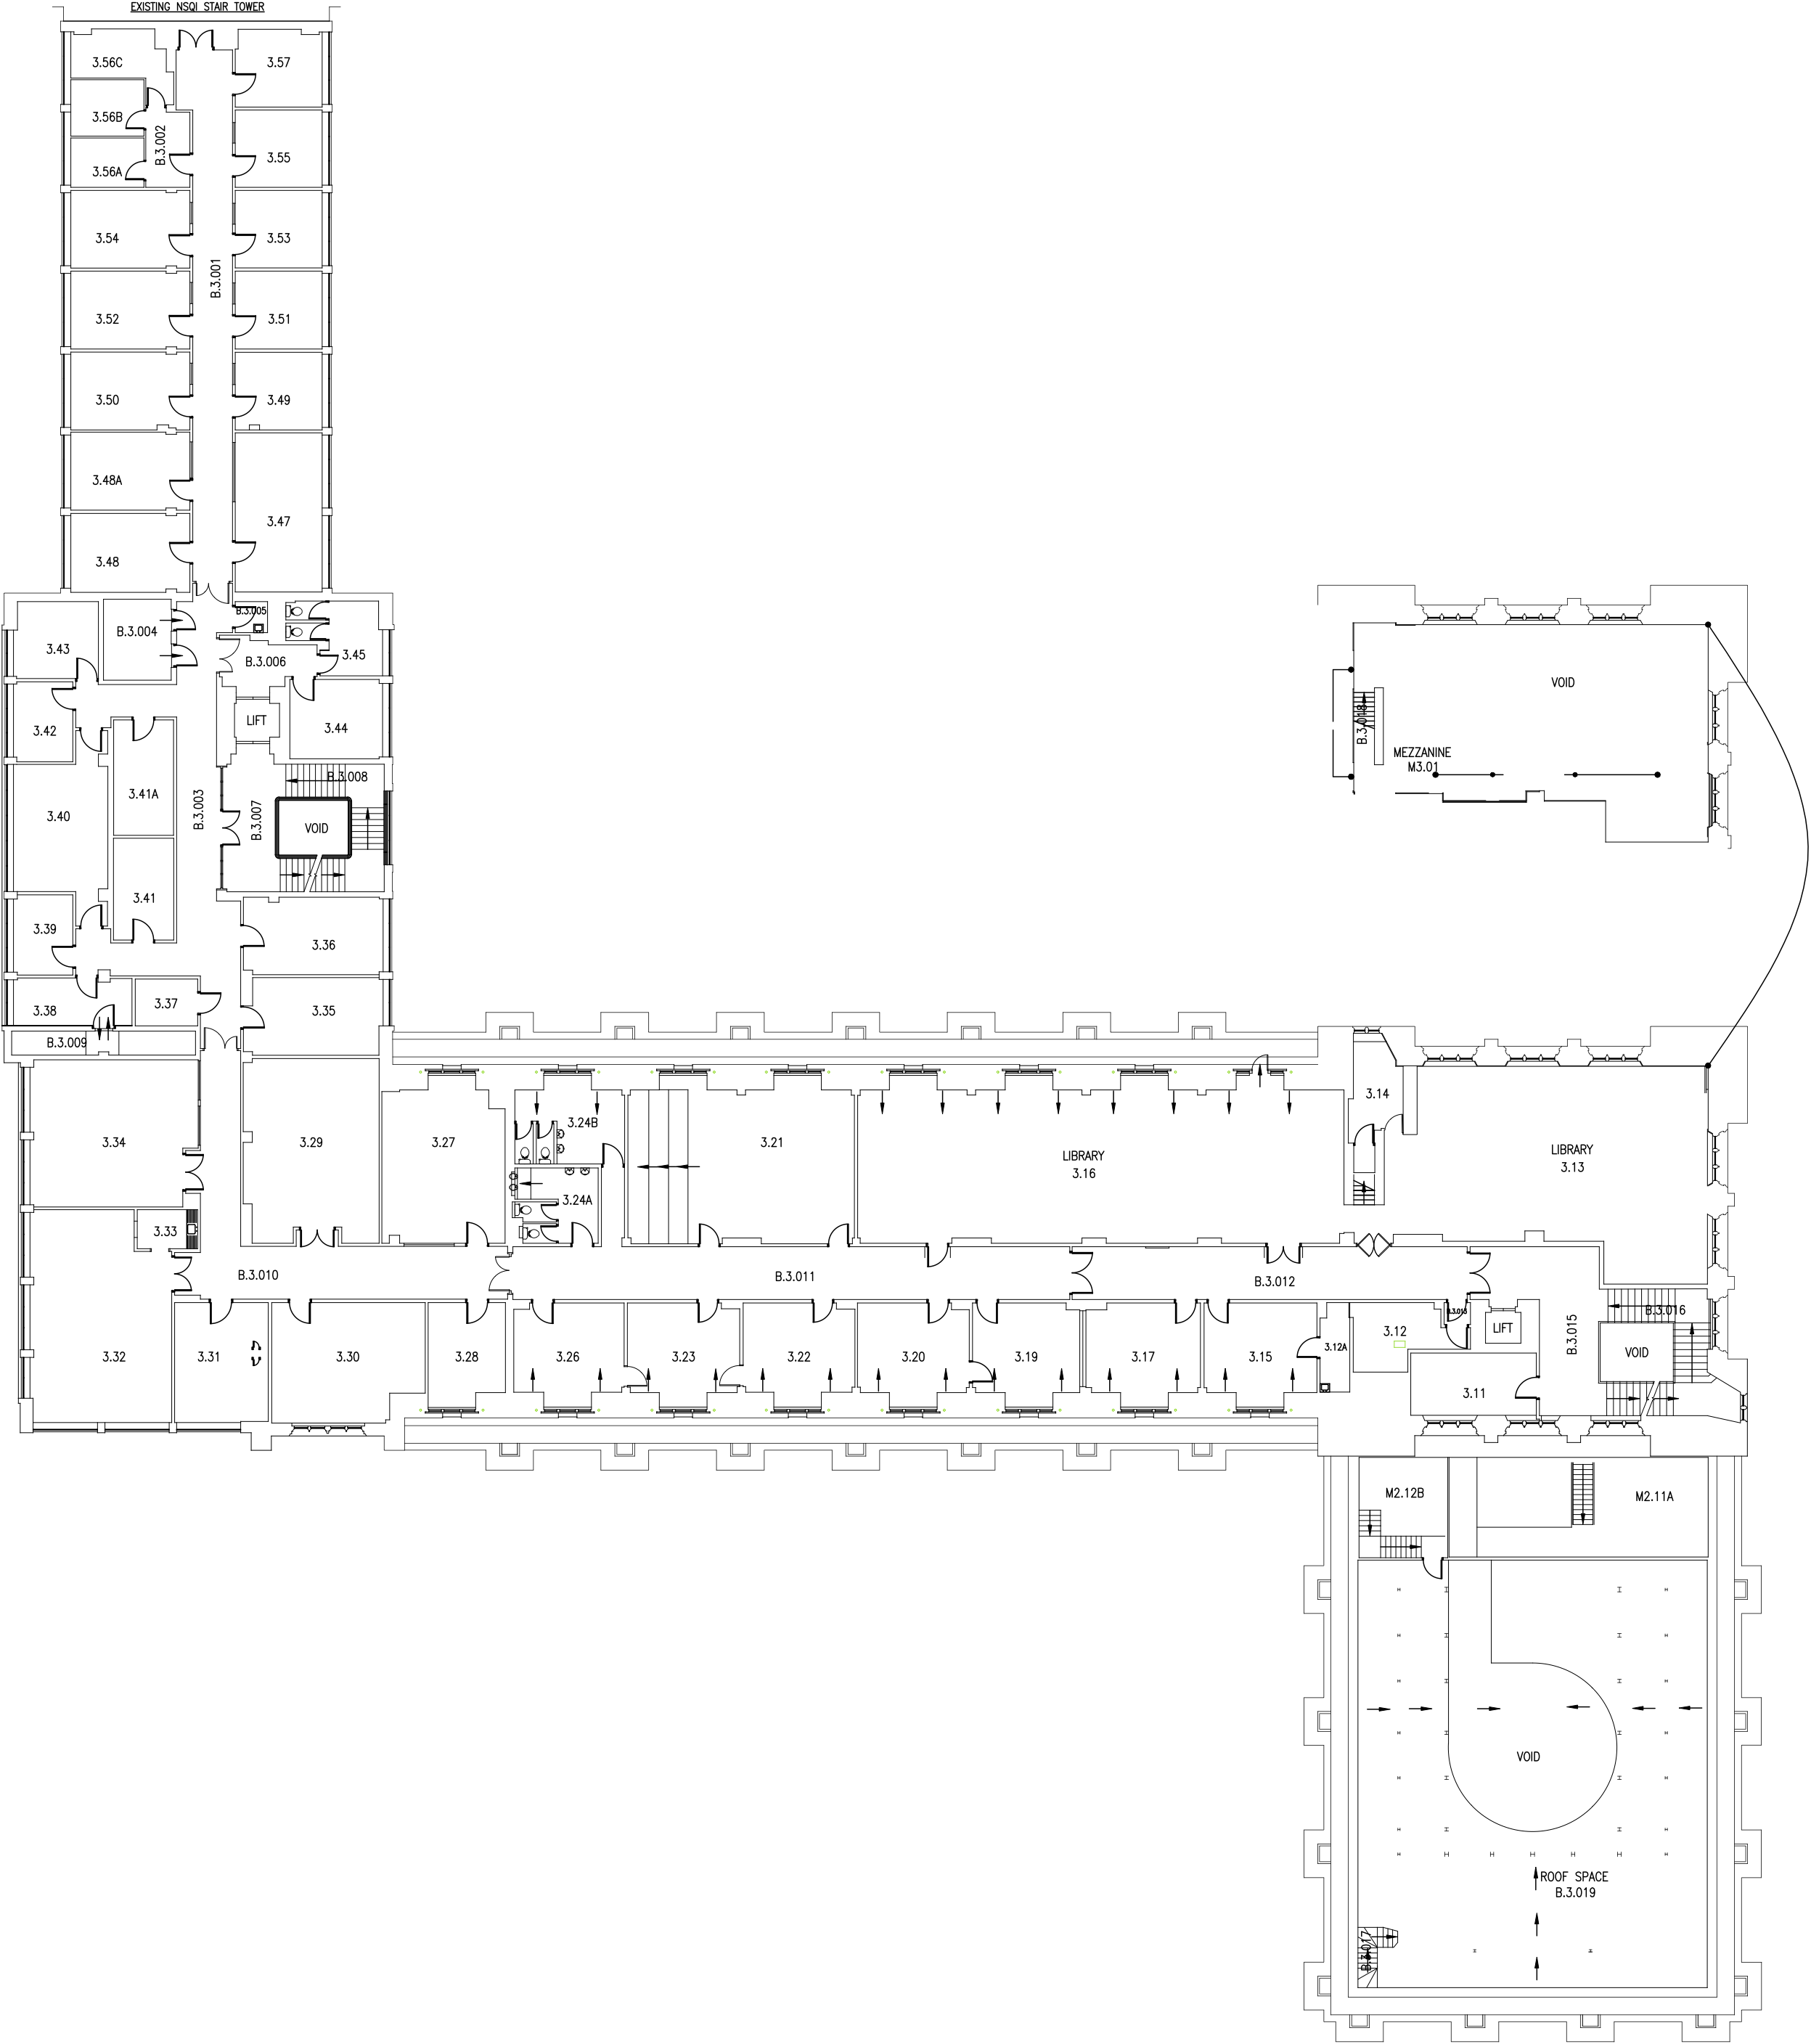 EXISTING NSQI STAIR TOWER
3.56C
3.57
3.56B
B.3.002
3.55
3.56A
3.54
3.53
B.3.001
3.52
3.51
3.50
3.49
3.48A
3.47
3.48
B.3.005
B.3.004
3.43
B.3.006
3.45
3.42
LIFT
3.44
B.3.008
3.41A
B.3.003
B.3.007
3.40
VOID
3.41
3.39
3.36
3.38
3.37
3.35
B.3.009
VOID
B.3.018
MEZZANINE
M3.01
3.34
3.29
3.27
3.24B
3.21
LIBRARY
3.16
3.14
LIBRARY
3.13
3.24A
3.33
B.3.010
B.3.011
B.3.012
B.3.013
B.3.015
B.3.016
LIFT
VOID
3.32
3.31
3.30
3.28
3.26
3.23
3.22
3.20
3.19
3.17
3.15
3.12A
3.12
3.11
M2.12B
M2.11A
VOID
ROOF SPACE
B.3.019
B.3.017